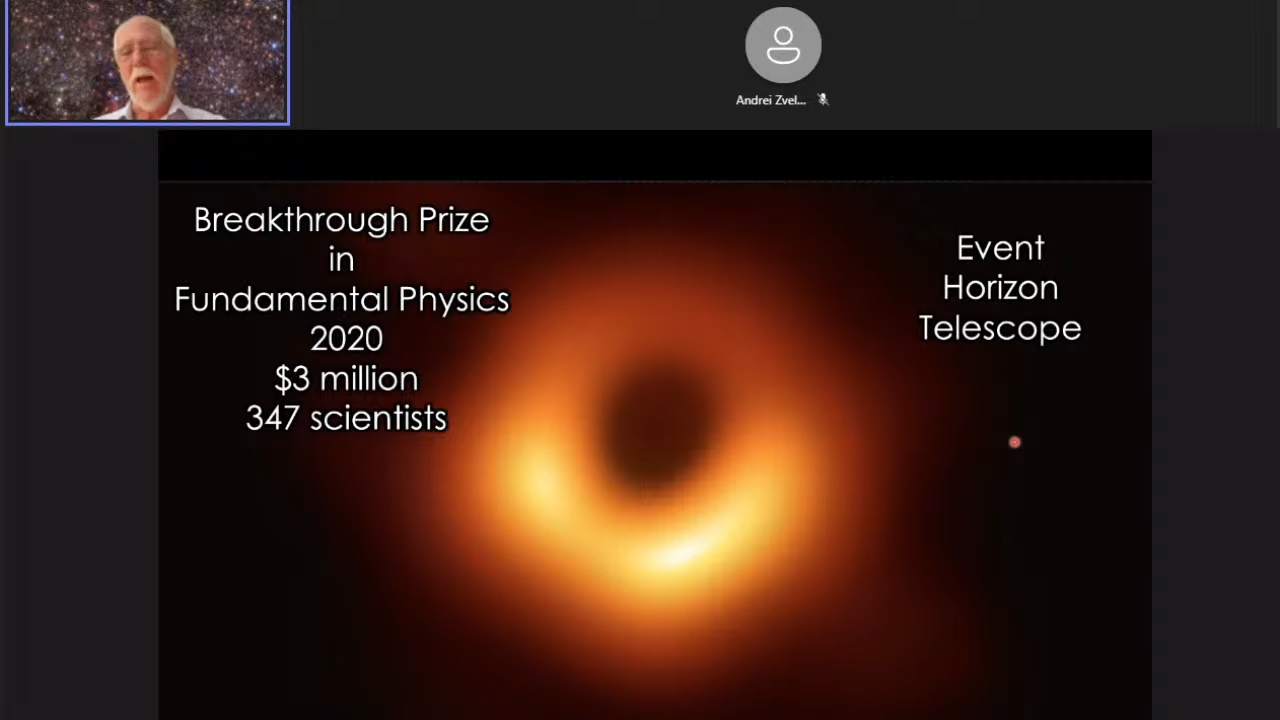 Andrei Zvel...
Breakthrough Prize
in
Fundamental Physics
2020
$3 million
347 scientists
Event
Horizon
Telescope